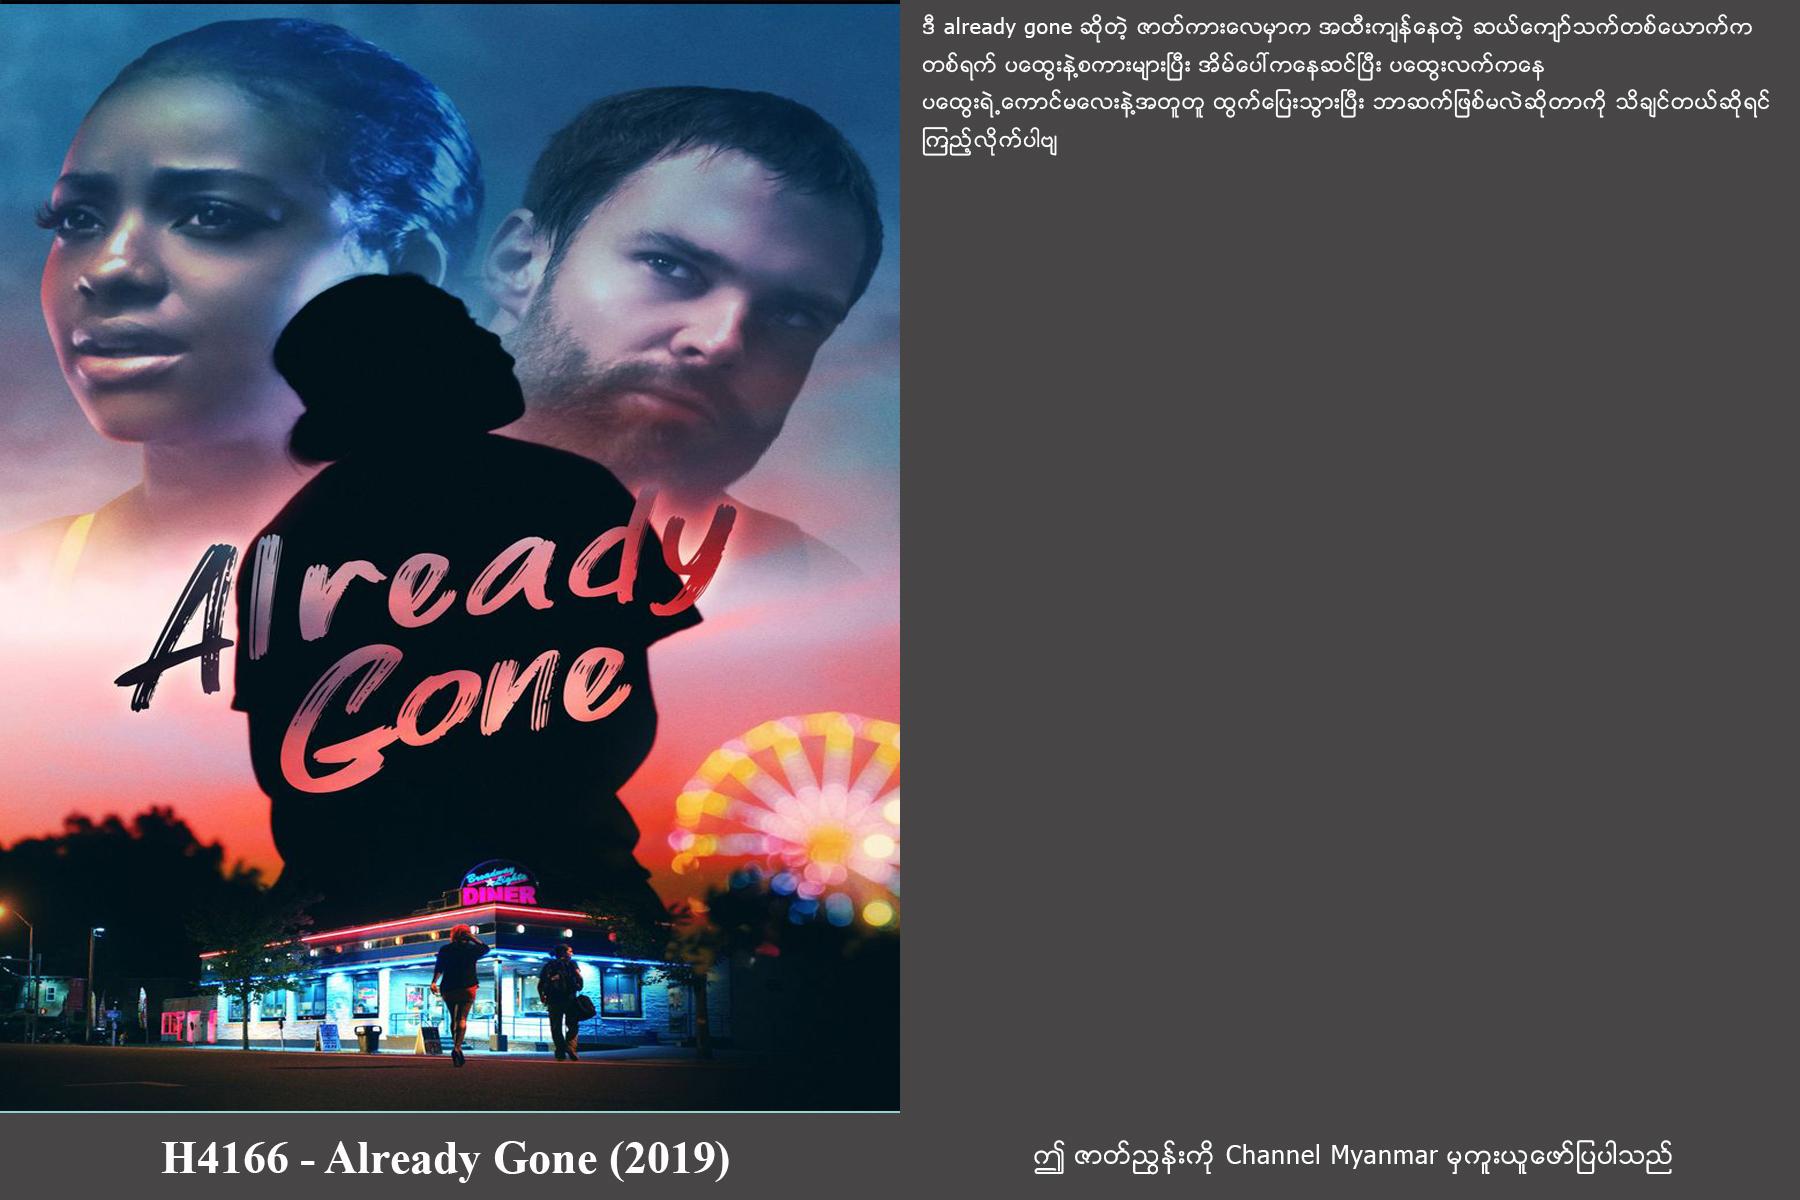 Already
Gone
Broadway
Lights
DINER
H4166 - Already Gone (2019)
ဒီ already gone ဆိုတဲ့ ဇာတ်ကားလေမှာက အထီးကျန်နေတဲ့ ဆယ်ကျော်သက်တစ်ယောက်က
တစ်ရက် ပထွေးနဲ့စကားများပြီး အိမ်ပေါ်ကနေဆင်ပြီး ပထွေးလက်ကနေ
ပထွေးရဲ့ကောင်မလေးနဲ့အတူတူ ထွက်ပြေးသွားပြီး ဘာဆက်ဖြစ်မလဲဆိုတာကို သိချင်တယ်ဆိုရင်
ကြည့်လိုက်ပါဗျ
ဤ ဇာတ်ညွှန်းကို Channel Myanmar မှကူးယူဖော်ပြပါသည်